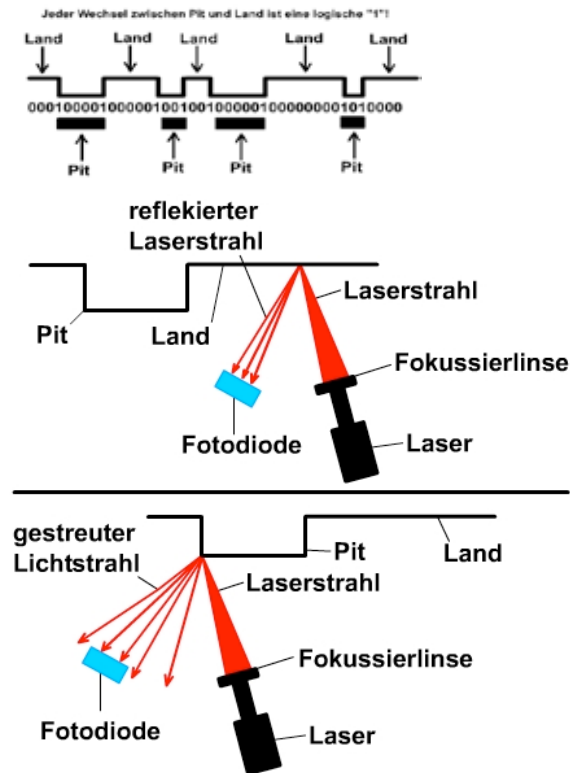 Jeder Wechsel zwischen Pit und Land ist eine logische "1"!
Land Land Land Land Land
000100001000001001001000001000000001010000
Pit Pit Pit Pit
reflekierter
Laserstrahl
Laserstrahl
Pit Land
Fokussierlinse
Fotodiode
Laser
gestreuter
Lichtstrahl
Pit Land
Laserstrahl
Fokussierlinse
Fotodiode
Laser